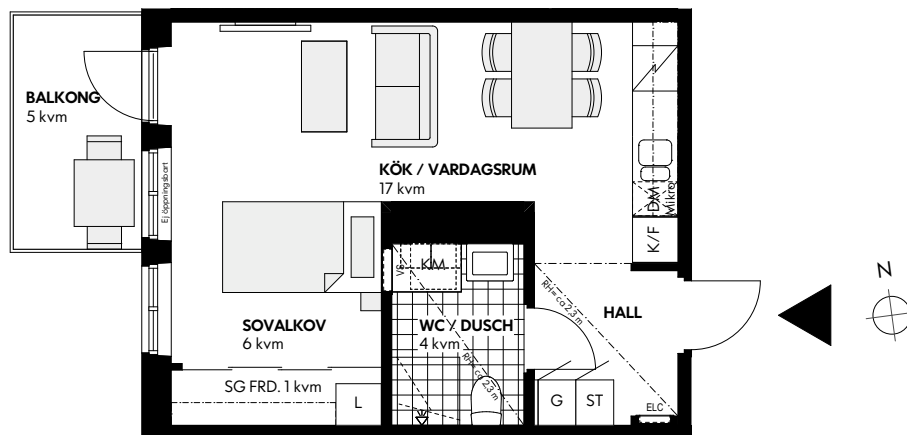 BALKONG
5 kvm
Ej öppningsbart
KÖK / VARDAGSRUM
17 kvm
DM
Mikro
K/F
N
VS
KM
RH= ca 2,3 m
HALL
SOVALKOV
6 kvm
WC / DUSCH
4 kvm
RH= ca 2,3 m
SG FRD. 1 kvm
L
G
ST
ELC